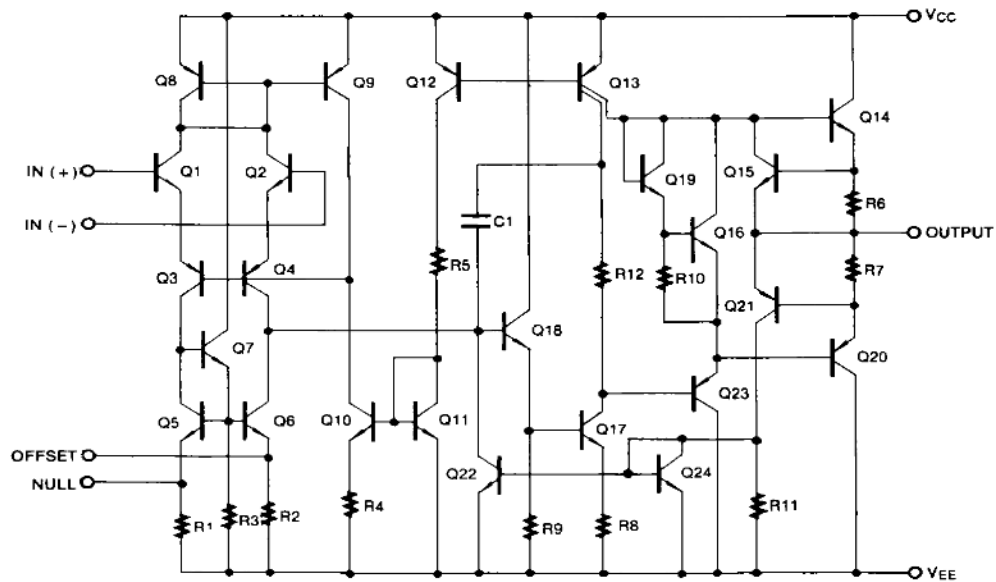 VCC
Q8
Q9
Q12
Q13
Q14
IN (+)
Q1
Q2
Q19
Q15
R6
IN (-)
C1
Q16
OUTPUT
Q3
Q4
R5
R12
R10
R7
Q21
Q7
Q18
Q20
Q5
Q6
Q10
Q11
Q17
Q23
OFFSET
NULL
Q22
Q24
R1
R3
R2
R4
R9
R8
R11
VEE